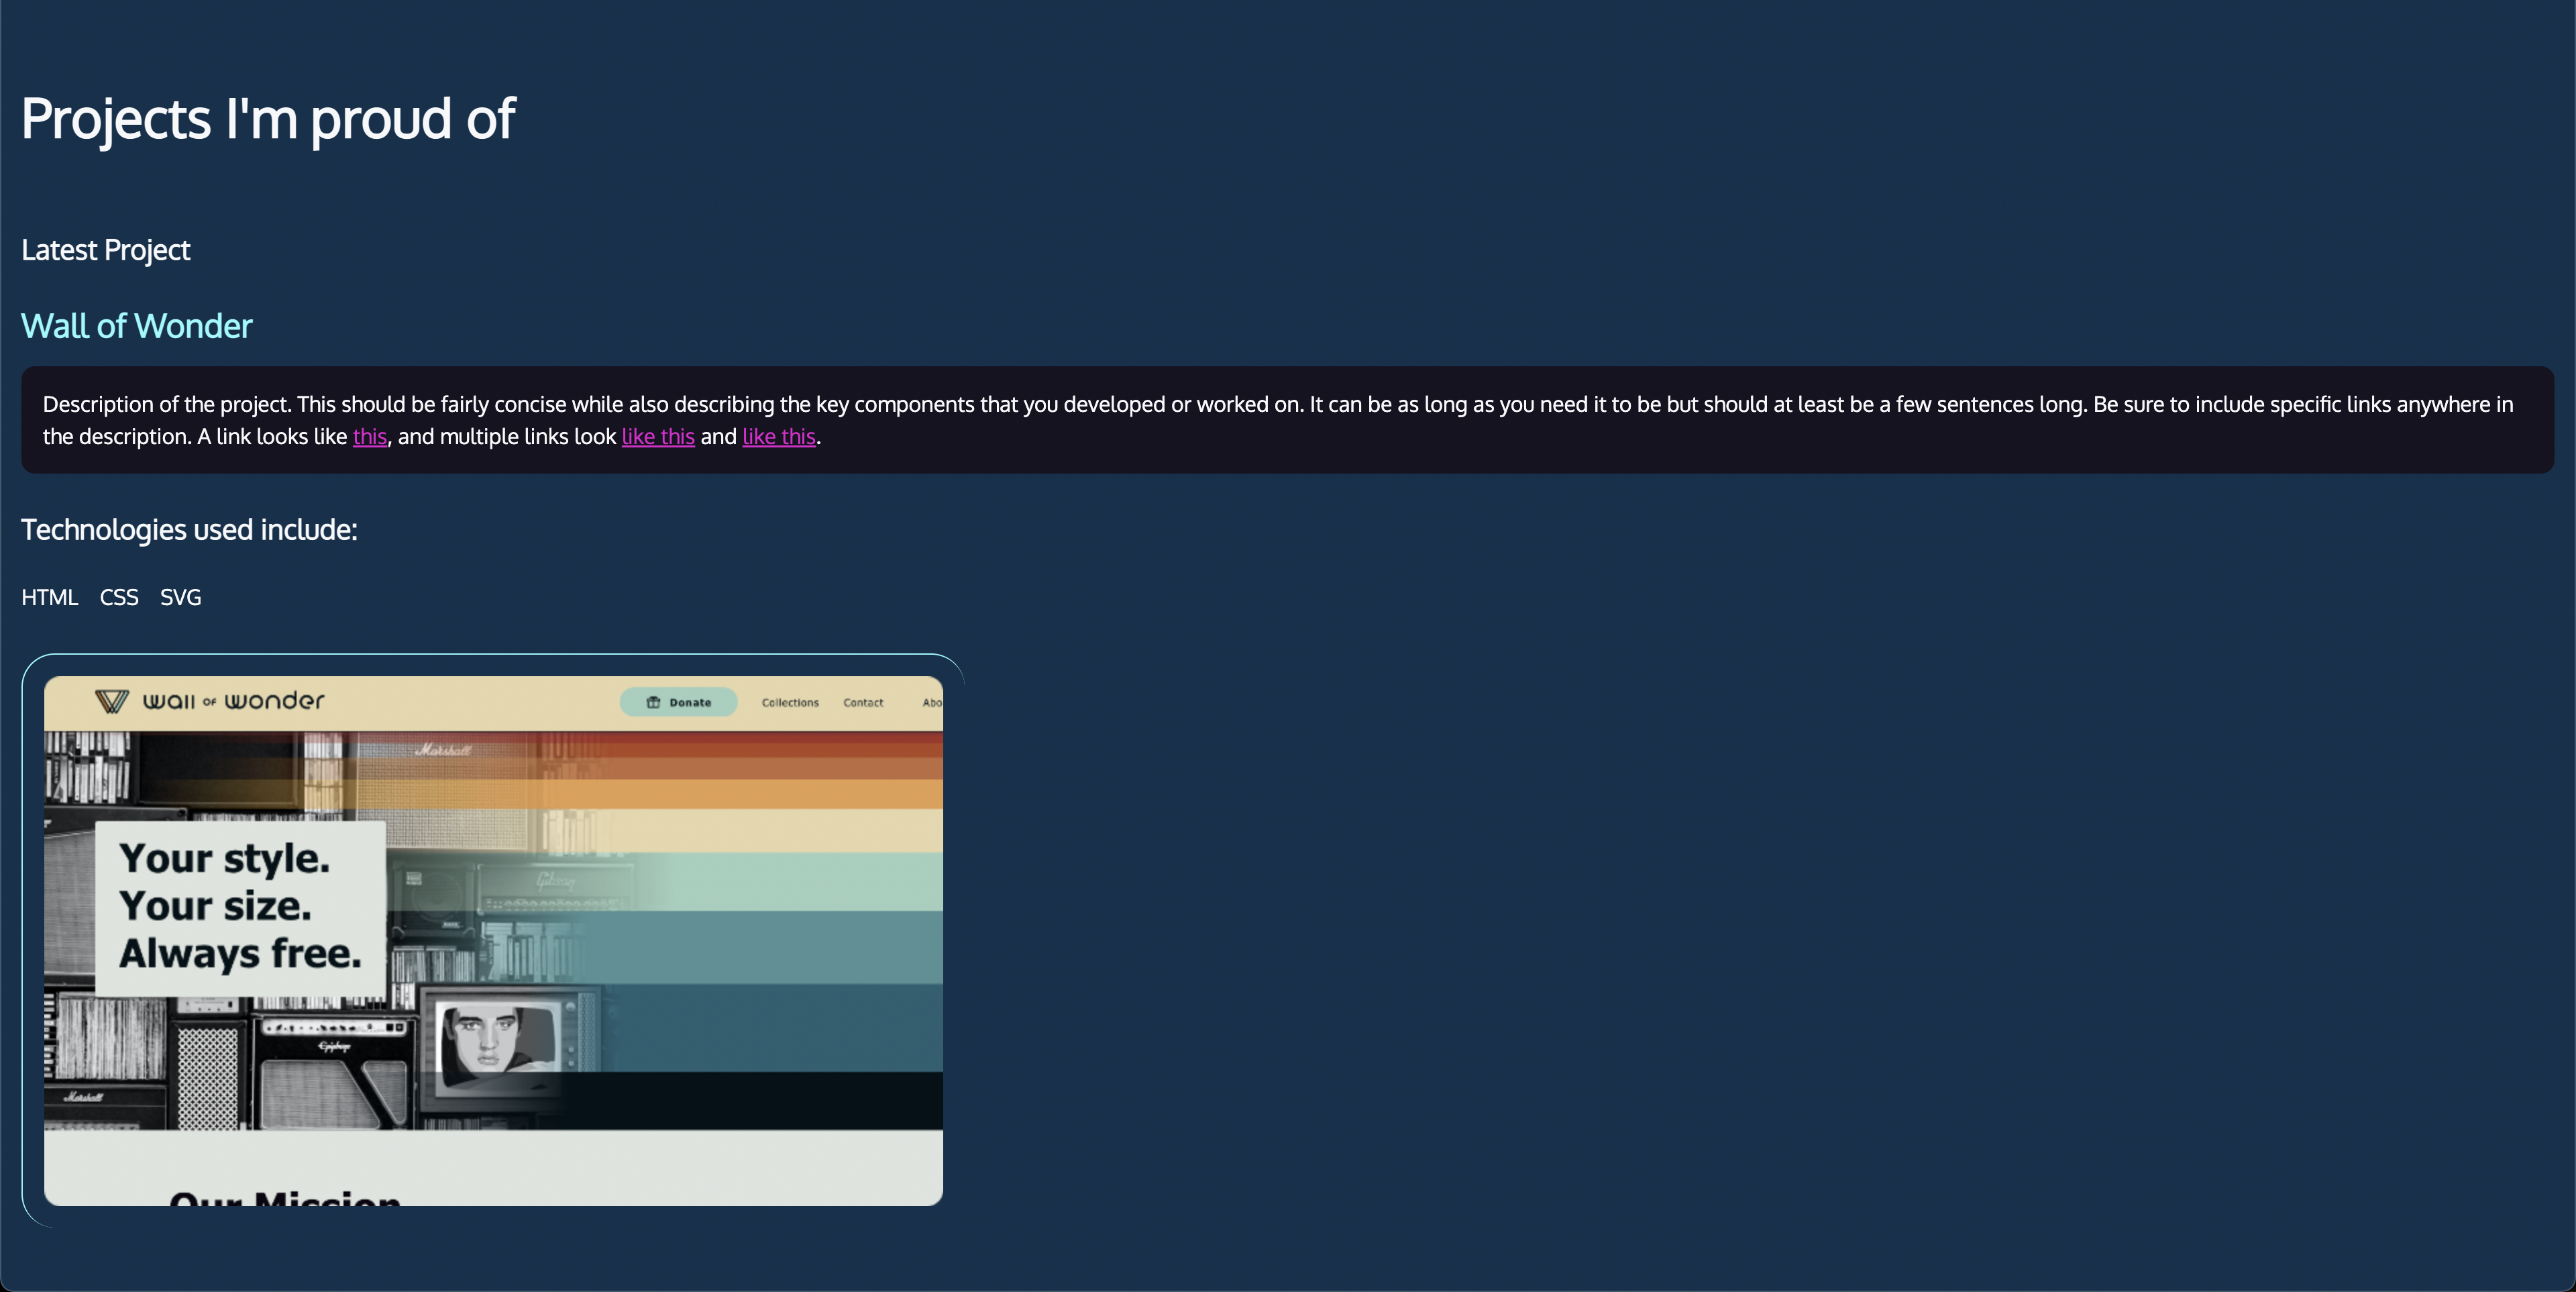 Projects I'm proud of
Latest Project
Wall of Wonder
Description of the project. This should be fairly concise while also describing the key components that you developed or worked on. It can be as long as you need it to be but should at least be a few sentences long. Be sure to include specific links anywhere in
the description. A link looks like this, and multiple links look like this and like this.
Technologies used include:
HTML CSS SVG
wall OF wonder Donate Collections Contact Abo
Marshall
Gibson
Your style.
Your size.
Always free.
Epiphone
Marshall
Our Mission